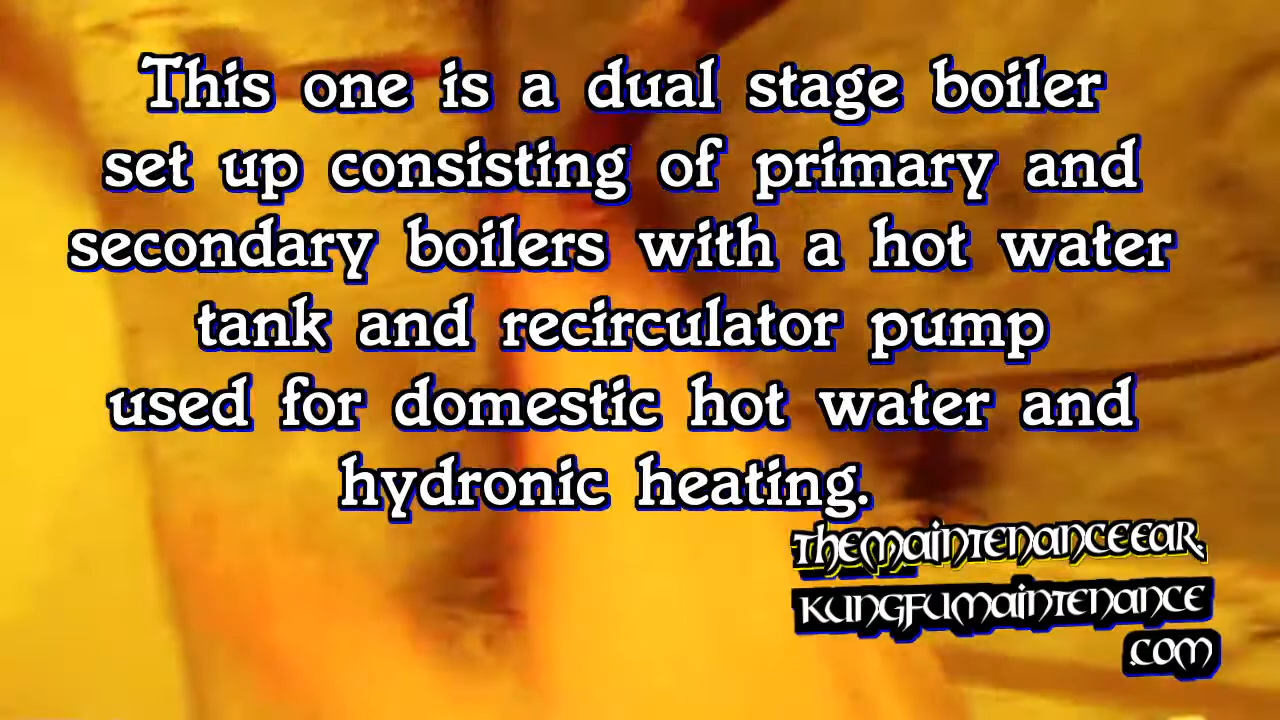 This one is a dual stage boiler
set up consisting of primary and
secondary boilers with a hot water
tank and recirculator pump
used for domestic hot water and
hydronic heating.
THEMAINTENANCEEAR.
KUNGFUMAINTENANCE
.COM